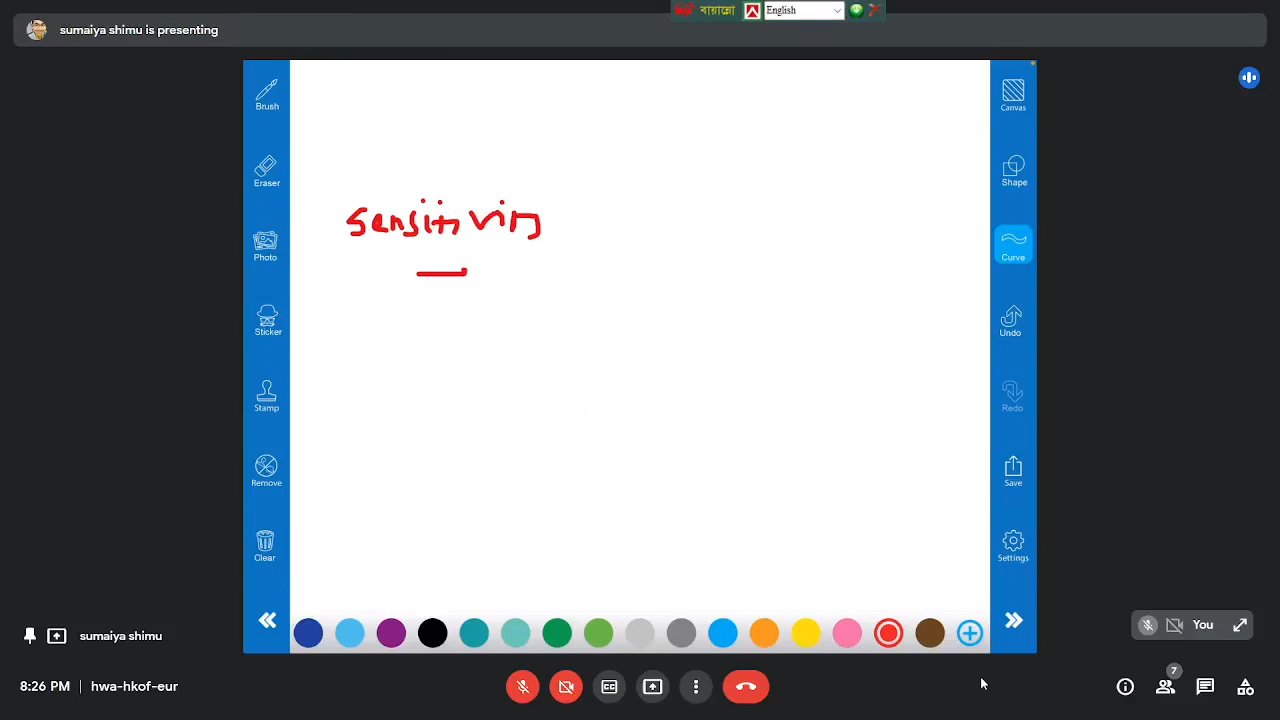 বায়ান্নো English
sumaiya shimu is presenting
Brush
Canvas
Eraser
Shape
Photo
Curve
Sticker
Undo
Stamp
Redo
Remove
Save
Clear
Settings
sumaiya shimu
You
8:26 PM | hwa-hkof-eur
7